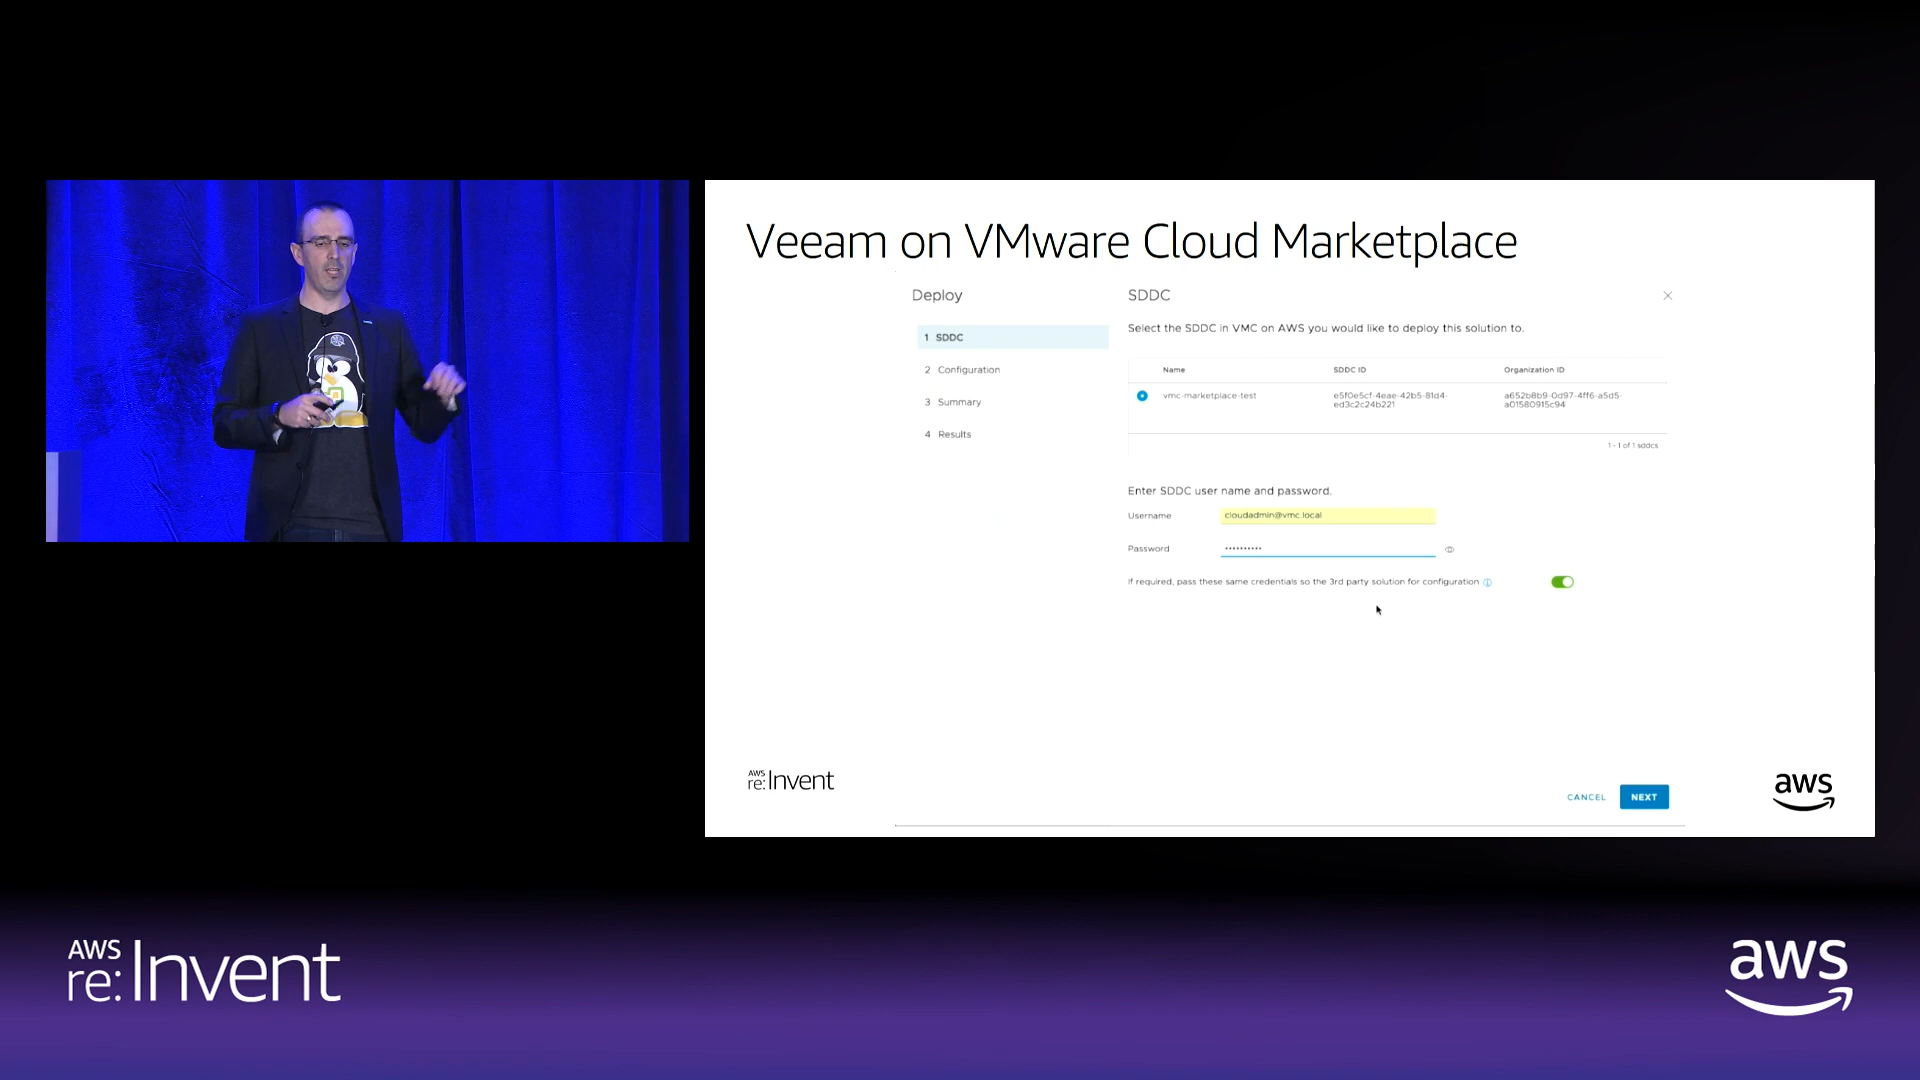 Veeam on VMware Cloud Marketplace
Deploy
SDDC
1 SDDC
2 Configuration
3 Summary
4 Results
Select the SDDC in VMC on AWS you would like to deploy this solution to.
Name SDDC ID Organization ID
vmc-marketplace-test e5f0e5cf-4eae-42b5-81d4-ed3c2c24b221 a652b8b9-0d97-4ff6-a5d5-a01580915c94
1 - 1 of 1 sddcs
Enter SDDC user name and password.
Username cloudadmin@vmc.local
Password ••••••••••
If required, pass these same credentials so the 3rd party solution for configuration
CANCEL NEXT
AWS
re:Invent
aws
AWS
re:Invent
aws